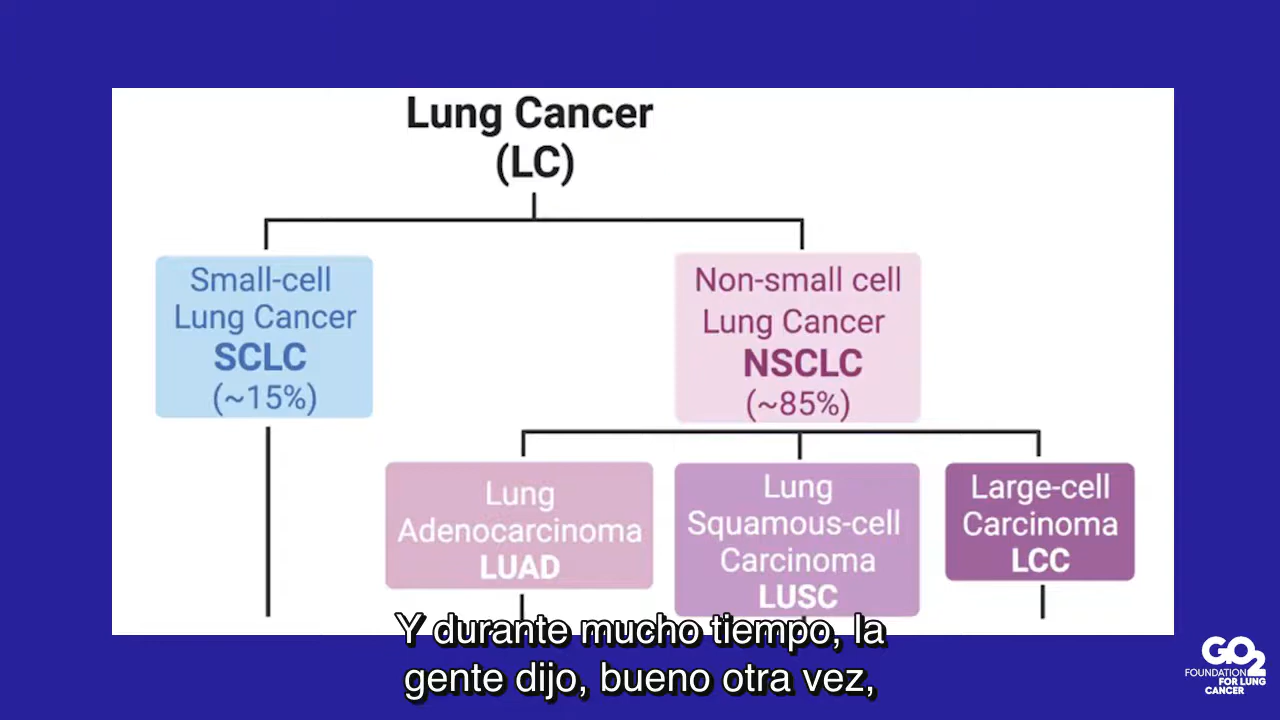 Lung Cancer
(LC)
Small-cell
Lung Cancer
SCLC
(~15%)
Non-small cell
Lung Cancer
NSCLC
(~85%)
Lung
Adenocarcinoma
LUAD
Lung
Squamous-cell
Carcinoma
LUSC
Large-cell
Carcinoma
LCC
Y durante mucho tiempo, la
gente dijo, bueno otra vez,
GO2
FOUNDATION
FOR LUNG
CANCER